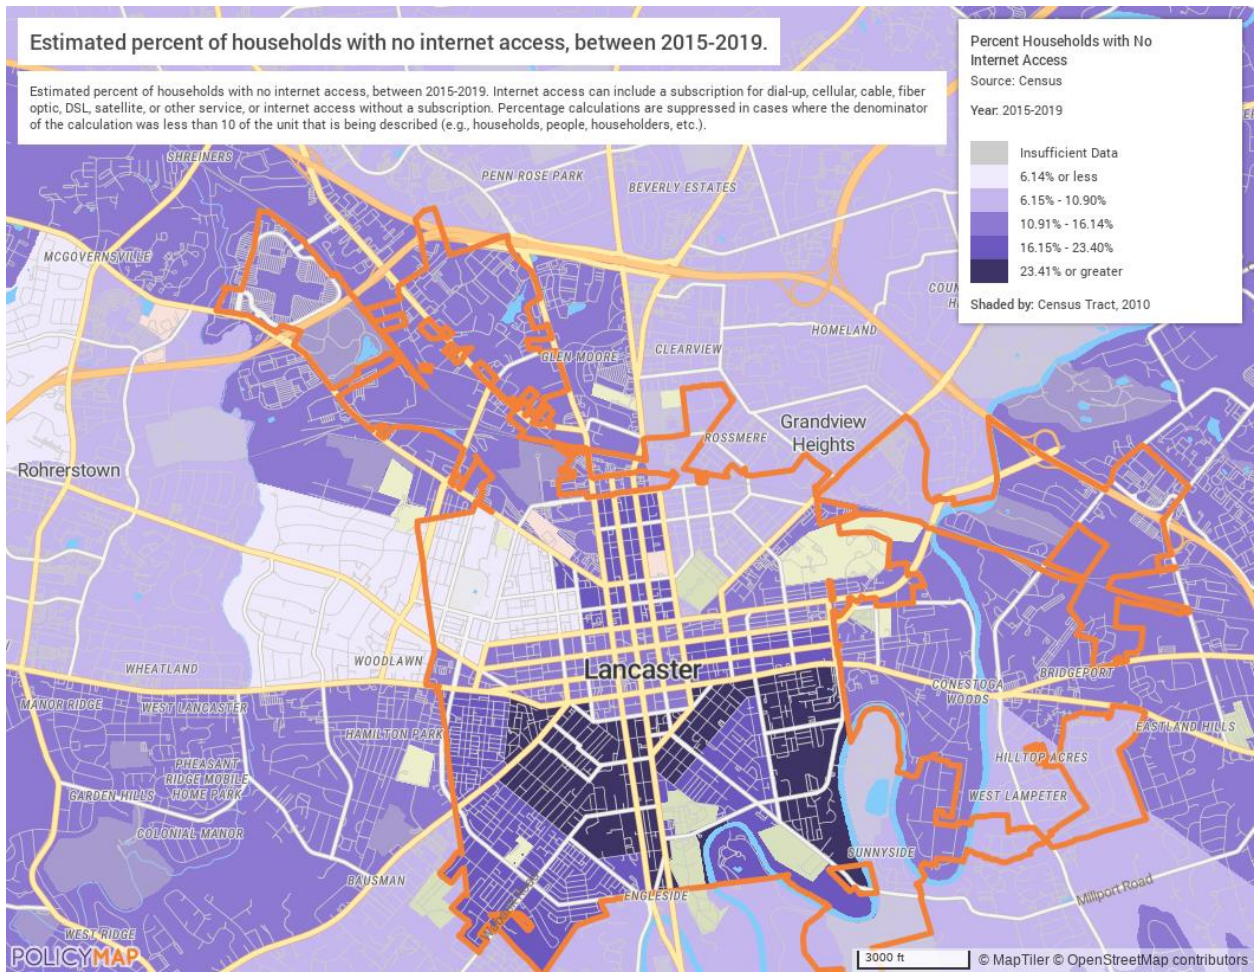 Estimated percent of households with no internet access, between 2015-2019.
Estimated percent of households with no internet access, between 2015-2019. Internet access can include a subscription for dial-up, cellular, cable, fiber
optic, DSL, satellite, or other service, or internet access without a subscription. Percentage calculations are suppressed in cases where the denominator
of the calculation was less than 10 of the unit that is being described (e.g., households, people, householders, etc.).
Percent Households with No
Internet Access
Source: Census
Year: 2015-2019
Insufficient Data
6.14% or less
6.15% - 10.90%
10.91% - 16.14%
16.15% - 23.40%
23.41% or greater
Shaded by: Census Tract, 2010
SHREINERS
PENN ROSE PARK
BEVERLY ESTATES
MCGOVERNSVILLE
HOMELAND
GLEN MOORE
CLEARVIEW
Grandview
Heights
ROSSMERE
Rohrerstown
WHEATLAND
WOODLAWN
Lancaster
BRIDGEPORT
CONESTOGA
WOODS
MANOR RIDGE
WEST LANCASTER
HAMILTON PARK
EASTLAND HILLS
PHEASANT
RIDGE MOBILE
HOME PARK
HILLTOP ACRES
GARDEN HILLS
WEST LAMPETER
COLONIAL MANOR
SUNNYSIDE
BAUSMAN
ENGLESIDE
Millport Road
WEST RIDGE
POLICYMAP
3000 ft
© MapTiler © OpenStreetMap contributors